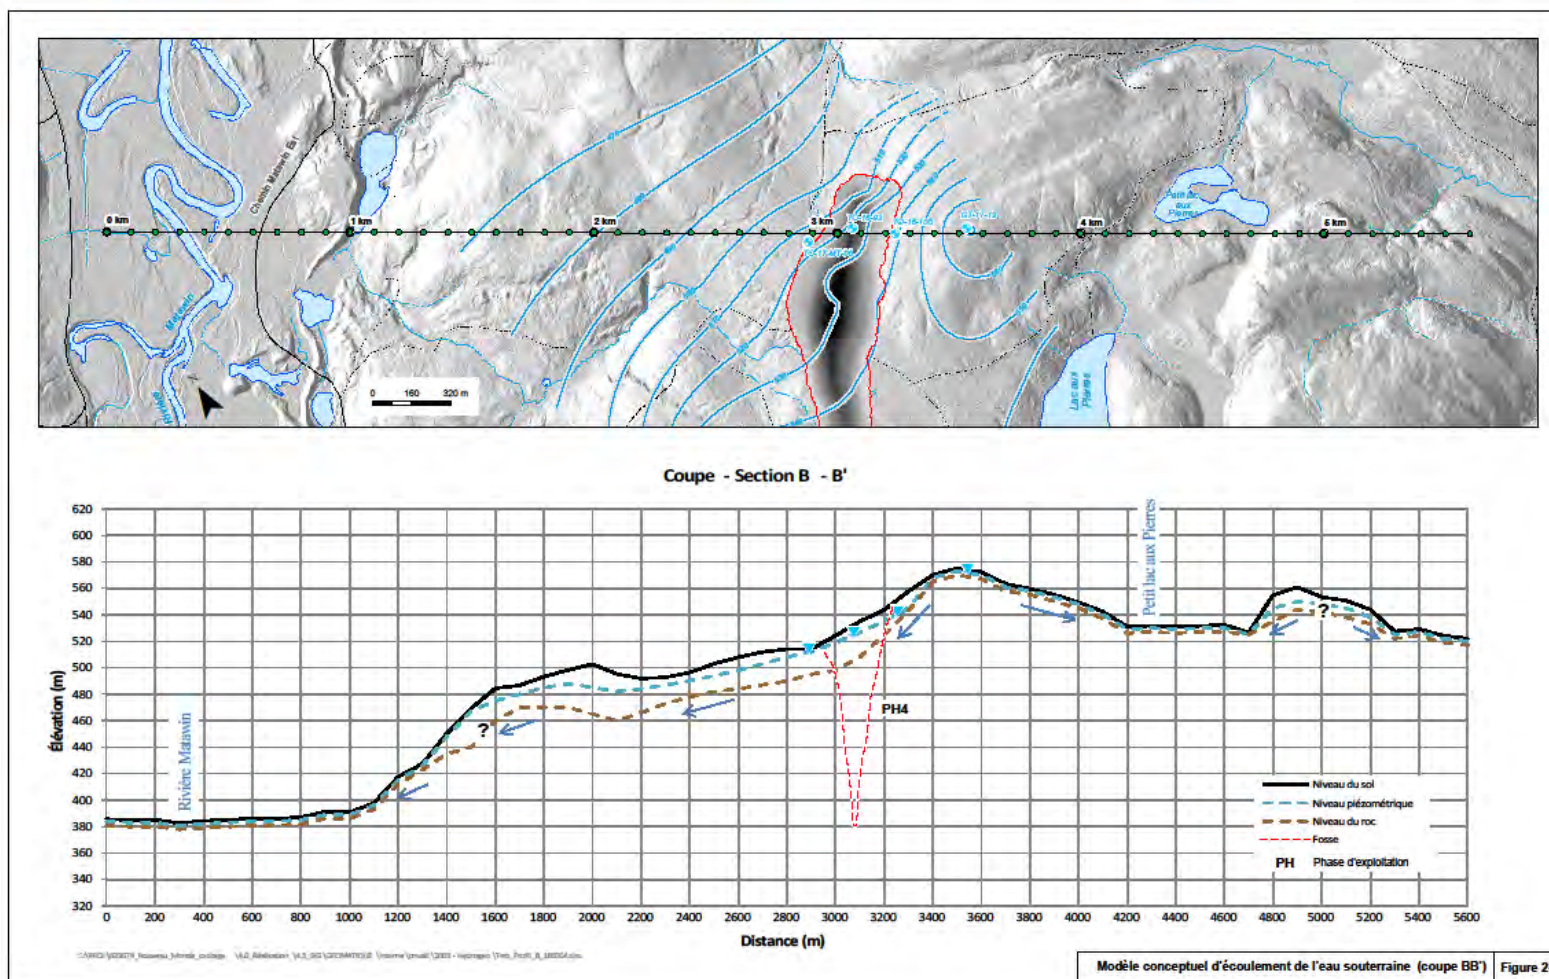 0 km
1 km
2 km
3 km
4 km
5 km
Chemin Matawin Est
Matawin
Rivière
Petit lac
aux
Pierres
Lac aux
Pierres
0 160 320 m
Coupe - Section B - B'
Élévation (m)
620
600
580
560
540
520
500
480
460
440
420
400
380
360
340
320
Rivière Matawin
Petit lac aux Pierres
?
?
PH4
Niveau du sol
Niveau piézométrique
Niveau du roc
Fosse
PH Phase d'exploitation
0 200 400 600 800 1000 1200 1400 1600 1800 2000 2200 2400 2600 2800 3000 3200 3400 3600 3800 4000 4200 4400 4600 4800 5000 5200 5400 5600
Distance (m)
Modèle conceptuel d'écoulement de l'eau souterraine (coupe BB') Figure 2